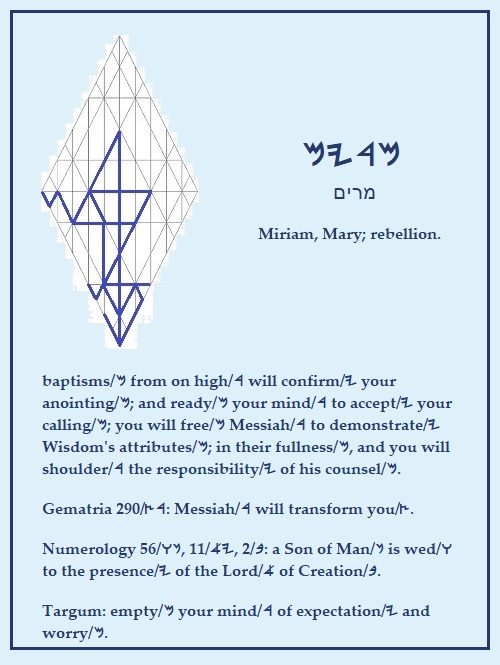 𐤌𐤓𐤉𐤌
מרים
Miriam, Mary; rebellion.
baptisms/𐤌 from on high/𐤓 will confirm/𐤉 your
anointing/𐤌; and ready/𐤌 your mind/𐤓 to accept/𐤉 your
calling/𐤌; you will free/𐤌 Messiah/𐤓 to demonstrate/𐤉
Wisdom's attributes/𐤌; in their fullness/𐤌, and you will
shoulder/𐤓 the responsibility/𐤉 of his counsel/𐤌.
Gematria 290/𐤓𐤑: Messiah/𐤓 will transform you/𐤑.
Numerology 56/𐤍𐤅, 11/𐤉𐤀, 2/𐤁: a Son of Man/𐤍 is wed/𐤅
to the presence/𐤉 of the Lord/𐤀 of Creation/𐤁.
Targum: empty/𐤌 your mind/𐤓 of expectation/𐤉 and
worry/𐤌.